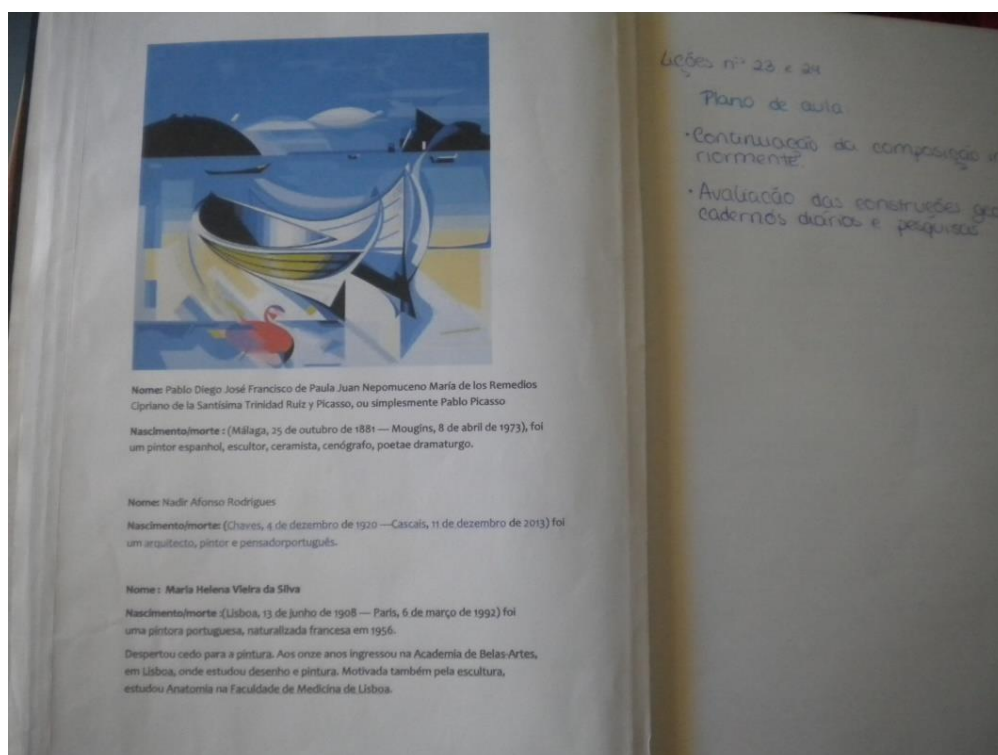 Nome: Pablo Diego José Francisco de Paula Juan Nepomuceno María de los Remedios
Cipriano de la Santísima Trinidad Ruiz y Picasso, ou simplesmente Pablo Picasso
Nascimento/morte : (Málaga, 25 de outubro de 1881 — Mougins, 8 de abril de 1973), foi
um pintor espanhol, escultor, ceramista, cenógrafo, poetae dramaturgo.
Nome: Nadir Afonso Rodrigues
Nascimento/morte: (Chaves, 4 de dezembro de 1920 —Cascais, 11 de dezembro de 2013) foi
um arquitecto, pintor e pensadorportuguês.
Nome : Maria Helena Vieira da Silva
Nascimento/morte :(Lisboa, 13 de junho de 1908 — Paris, 6 de março de 1992) foi
uma pintora portuguesa, naturalizada francesa em 1956.
Despertou cedo para a pintura. Aos onze anos ingressou na Academia de Belas-Artes,
em Lisboa, onde estudou desenho e pintura. Motivada também pela escultura,
estudou Anatomia na Faculdade de Medicina de Lisboa.
Lições nos 23 e 24
Plano de aula
• Continuação da composição
riormente.
• Avaliação das construções
cadernos diários e pesquisas